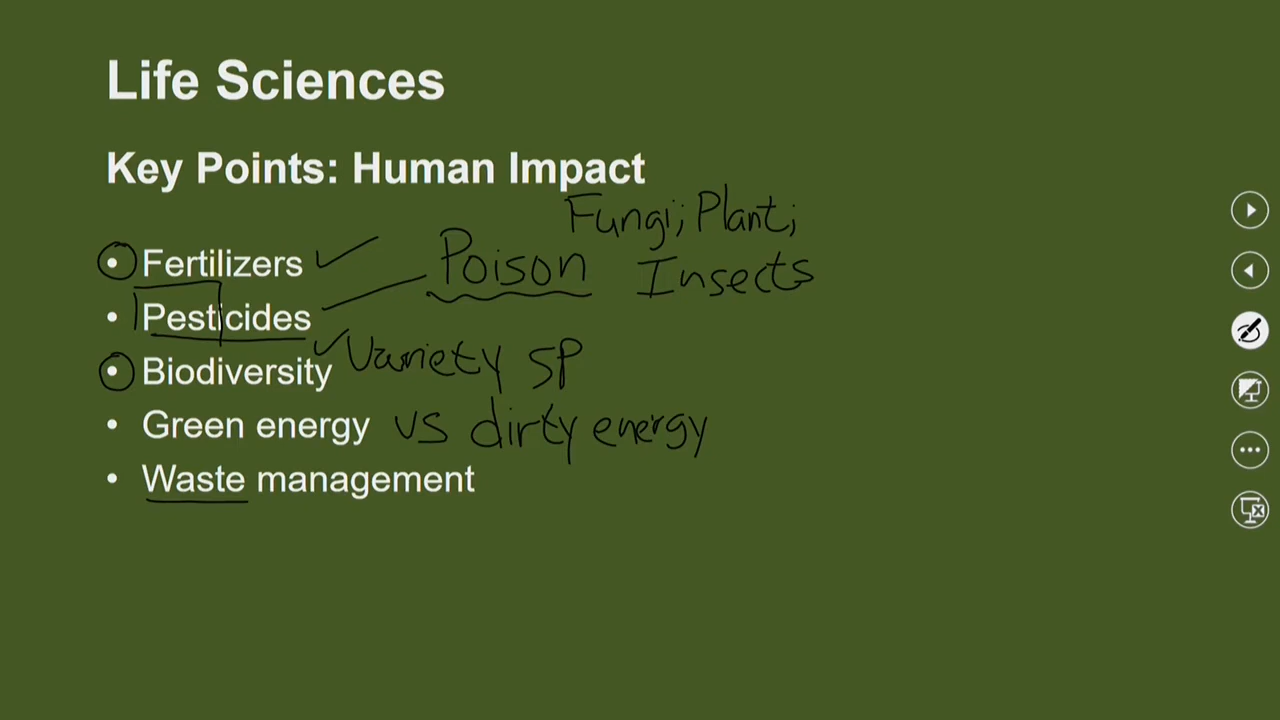 Life Sciences
Key Points: Human Impact
Fungi; Plant;
• Fertilizers Poison Insects
• Pesticides
• Biodiversity Variety sp
• Green energy vs dirty energy
• Waste management